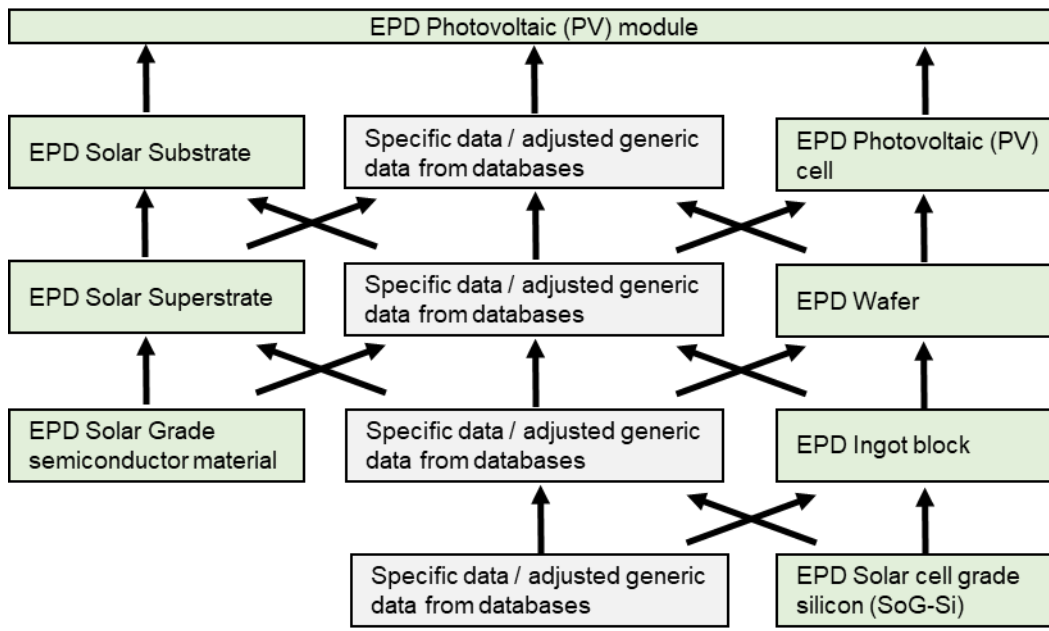 EPD Photovoltaic (PV) module
EPD Solar Substrate
Specific data / adjusted generic
data from databases
EPD Photovoltaic (PV)
cell
EPD Solar Superstrate
Specific data / adjusted generic
data from databases
EPD Wafer
EPD Solar Grade
semiconductor material
Specific data / adjusted generic
data from databases
EPD Ingot block
Specific data / adjusted generic
data from databases
EPD Solar cell grade
silicon (SoG-Si)